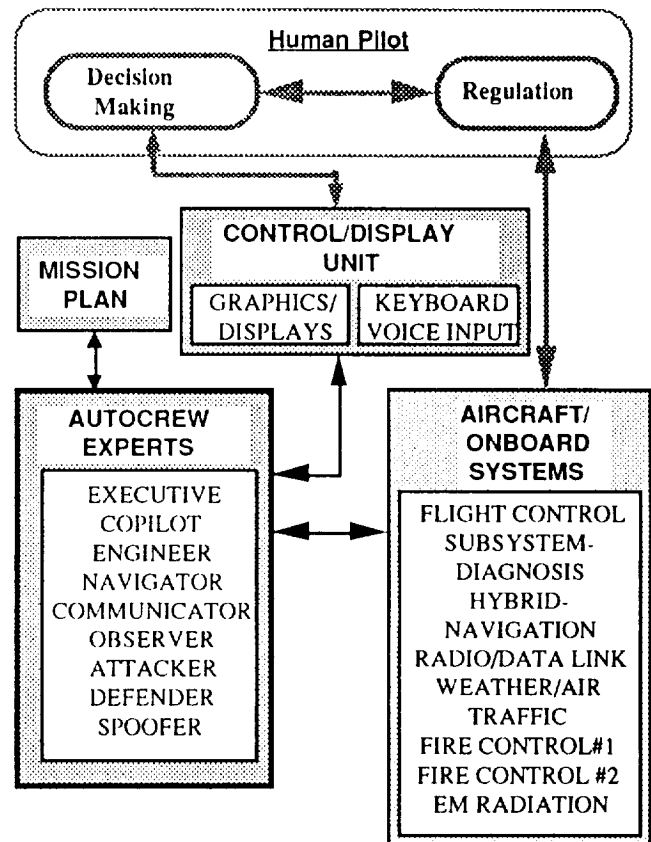 Human Pilot
Decision
Making
Regulation
CONTROL/DISPLAY
UNIT
GRAPHICS/
DISPLAYS
KEYBOARD
VOICE INPUT
MISSION
PLAN
AUTOCREW
EXPERTS
EXECUTIVE
COPILOT
ENGINEER
NAVIGATOR
COMMUNICATOR
OBSERVER
ATTACKER
DEFENDER
SPOOFER
AIRCRAFT/
ONBOARD
SYSTEMS
FLIGHT CONTROL
SUBSYSTEM-
DIAGNOSIS
HYBRID-
NAVIGATION
RADIO/DATA LINK
WEATHER/AIR
TRAFFIC
FIRE CONTROL#1
FIRE CONTROL #2
EM RADIATION